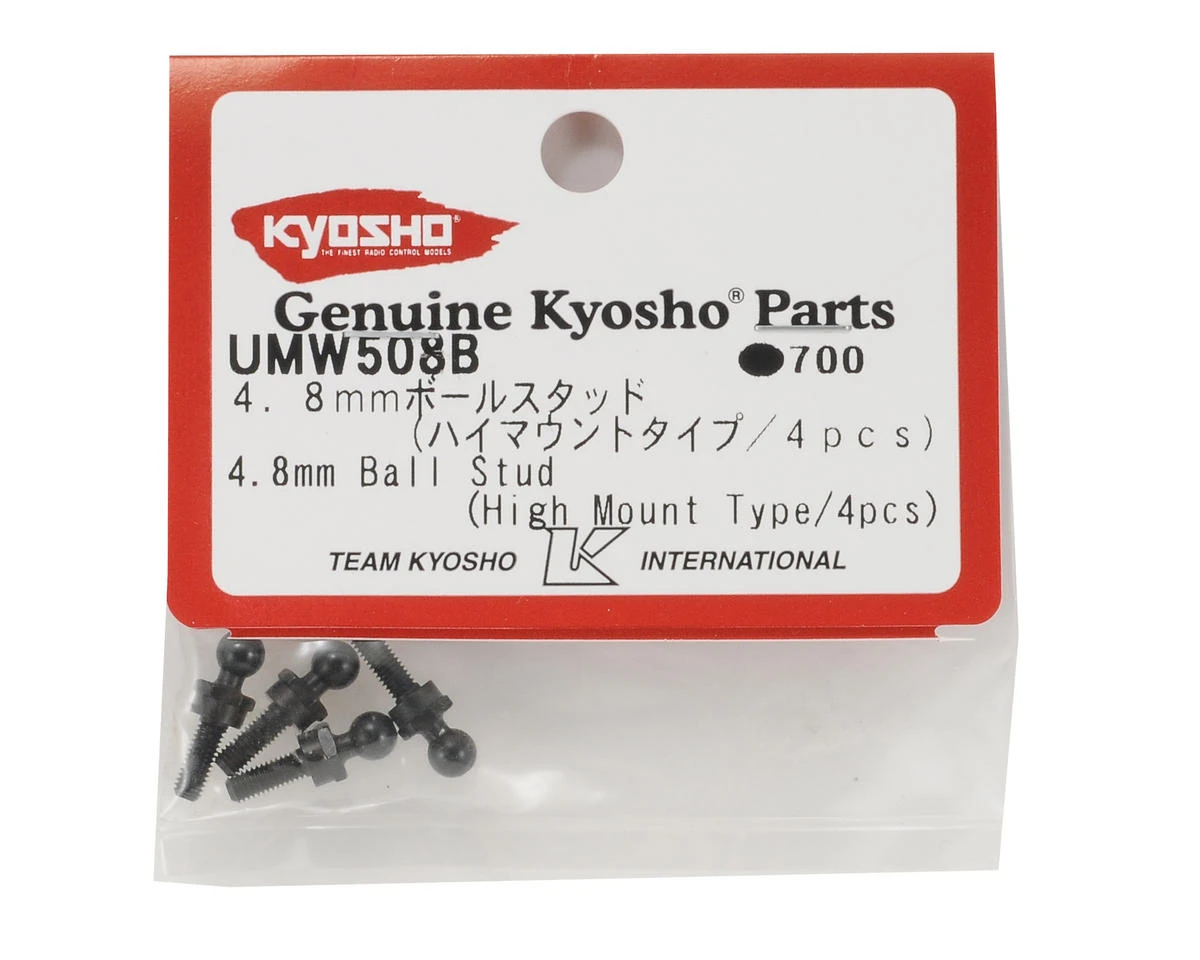 KYOSHO®
THE FINEST RADIO CONTROL MODELS
Genuine Kyosho® Parts
UMW508B ●700
4. 8mmボールスタッド
(ハイマウントタイプ/4pcs)
4.8mm Ball Stud
(High Mount Type/4pcs)
TEAM KYOSHO K INTERNATIONAL